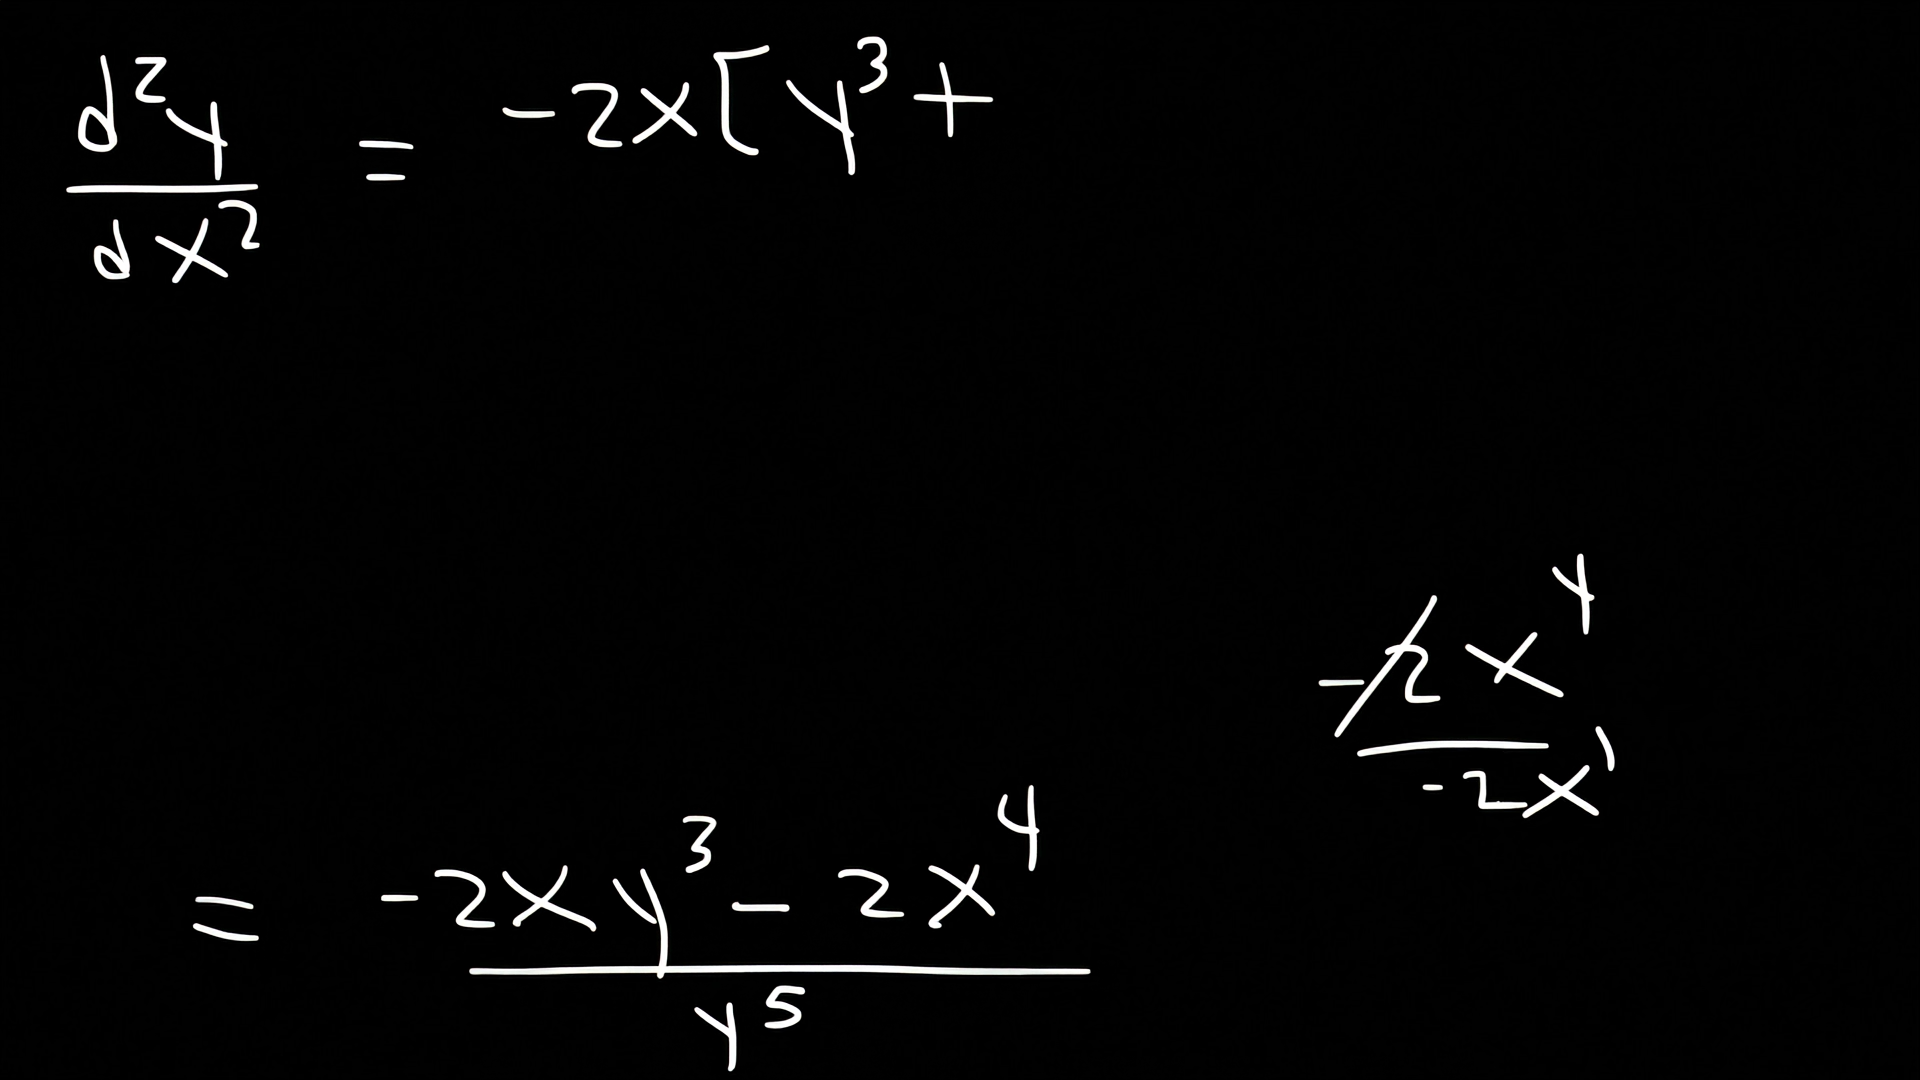 d²y/dx² = -2x[y³+
-2x⁴/-2x¹
= (-2xy³ - 2x⁴)/y⁵